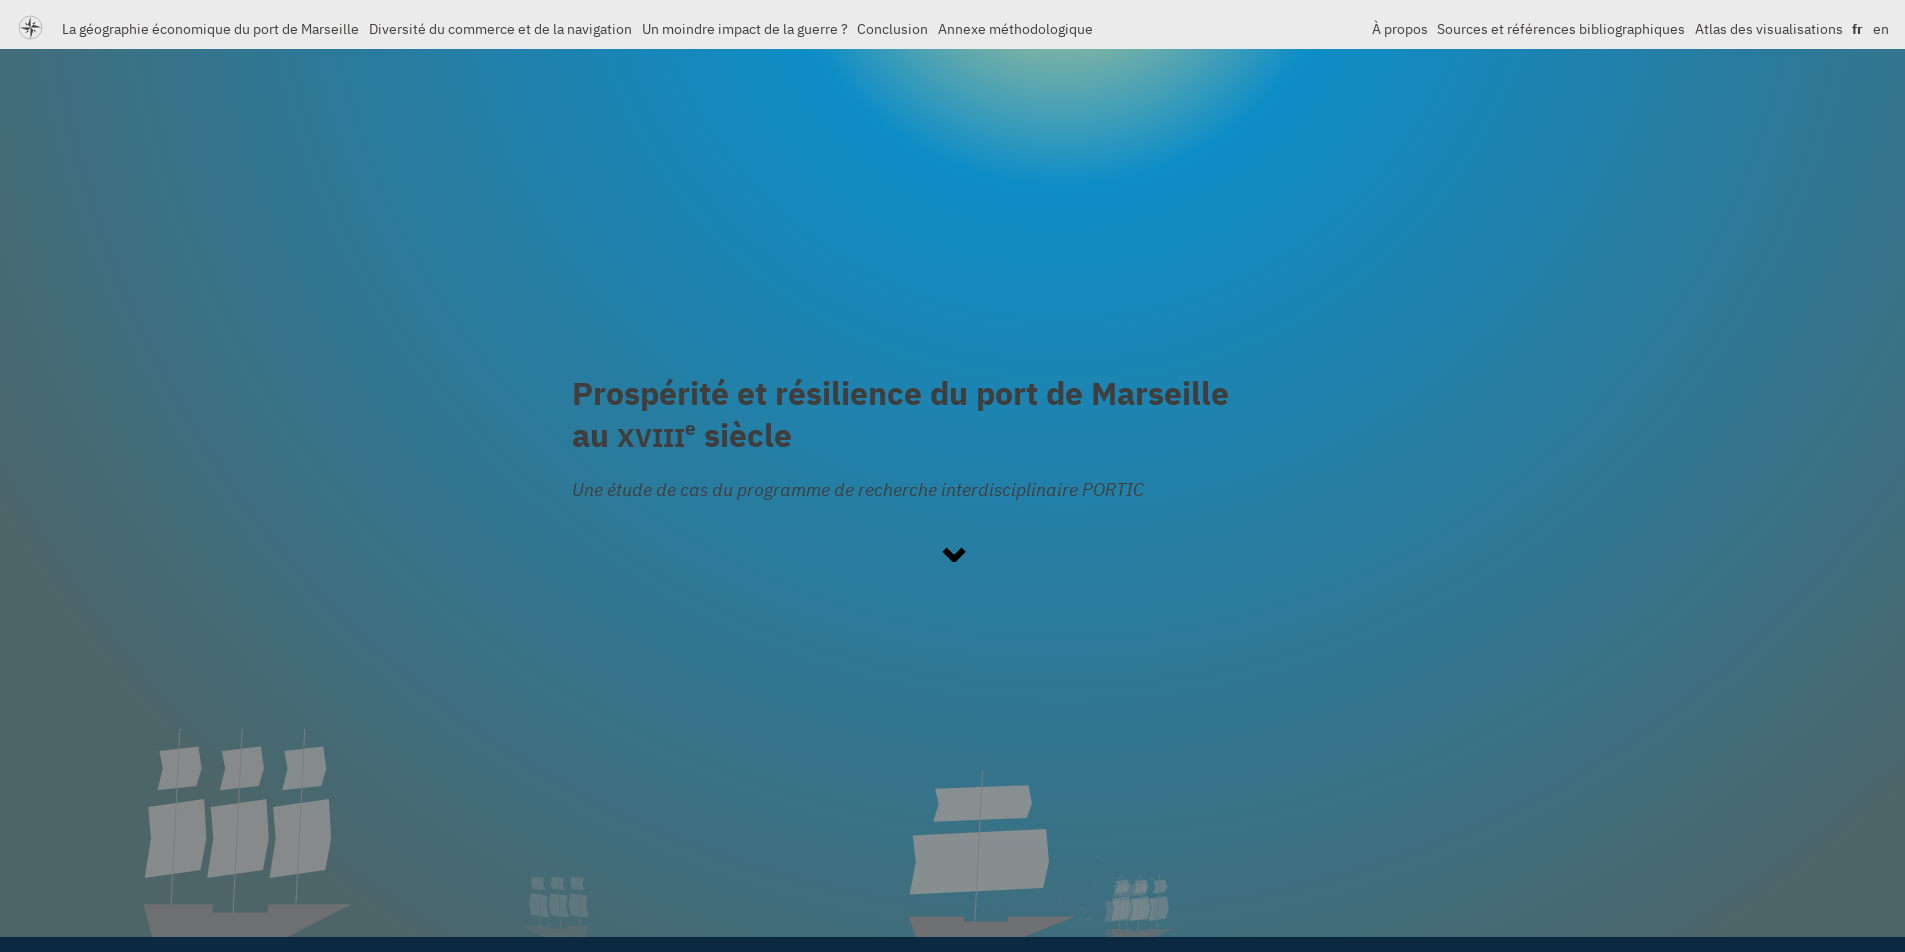 La géographie économique du port de Marseille Diversité du commerce et de la navigation Un moindre impact de la guerre ? Conclusion Annexe méthodologique À propos Sources et références bibliographiques Atlas des visualisations fr en
Prospérité et résilience du port de Marseille
au XVIIIe siècle
Une étude de cas du programme de recherche interdisciplinaire PORTIC